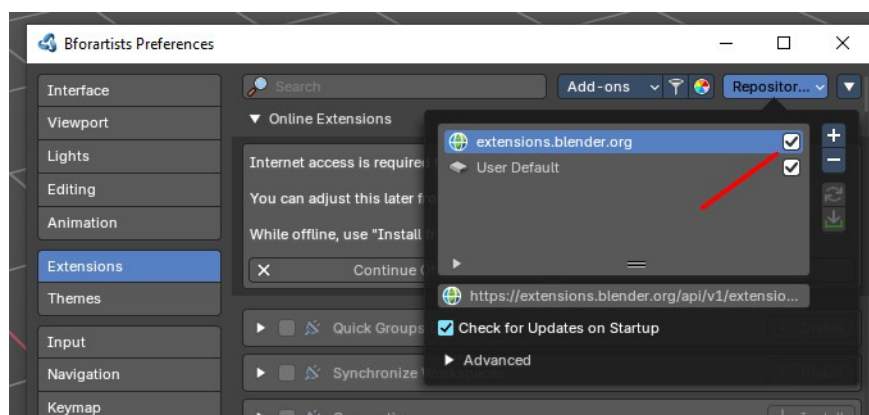 Bforartists Preferences
Interface
Viewport
Lights
Editing
Animation
Extensions
Themes
Input
Navigation
Keymap
Search
Add-ons
Repositor...
Online Extensions
Internet access is required
You can adjust this later
While offline, use "Install
Continue
Quick Groups
Synchronize
extensions.blender.org
User Default
https://extensions.blender.org/api/v1/extensio...
Check for Updates on Startup
Advanced